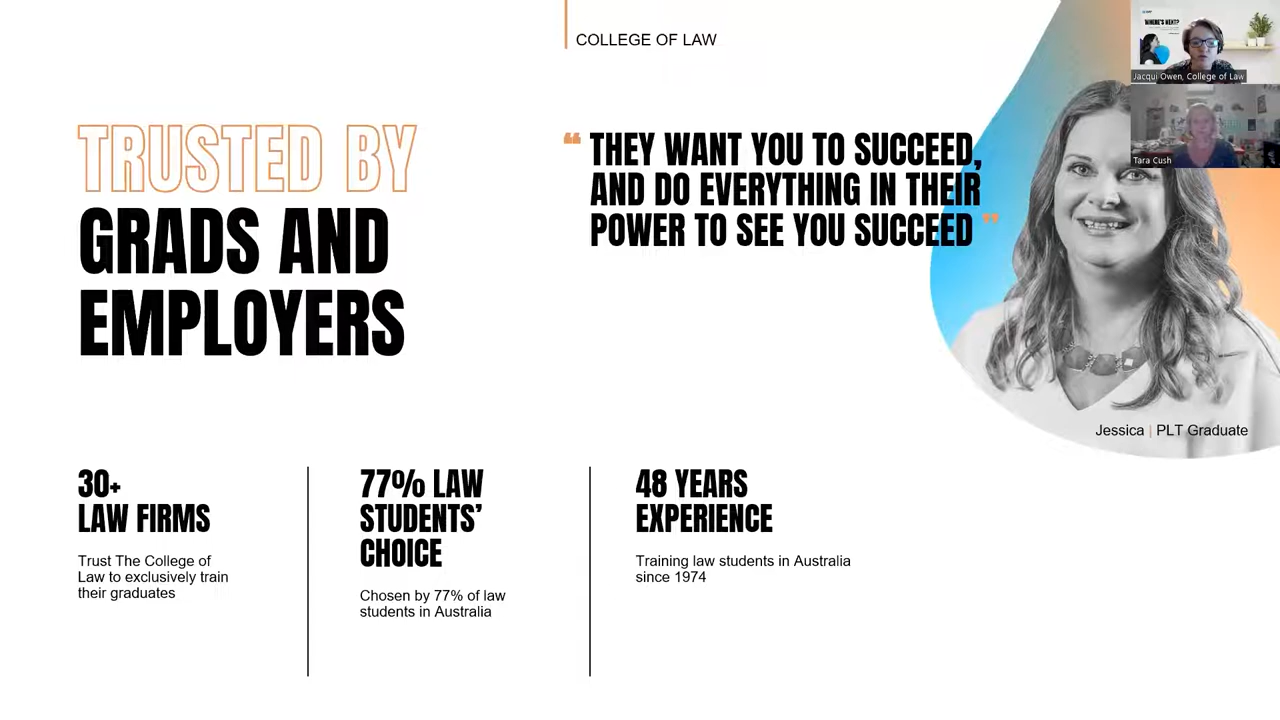 COLLEGE OF LAW
TRUSTED BY
GRADS AND
EMPLOYERS
“ THEY WANT YOU TO SUCCEED,
AND DO EVERYTHING IN THEIR
POWER TO SEE YOU SUCCEED ”
WHERE'S NEXT?
Jacqui Owen, College of Law
Tara Cush
Jessica | PLT Graduate
30+
LAW FIRMS
Trust The College of
Law to exclusively train
their graduates
77% LAW
STUDENTS’
CHOICE
Chosen by 77% of law
students in Australia
48 YEARS
EXPERIENCE
Training law students in Australia
since 1974